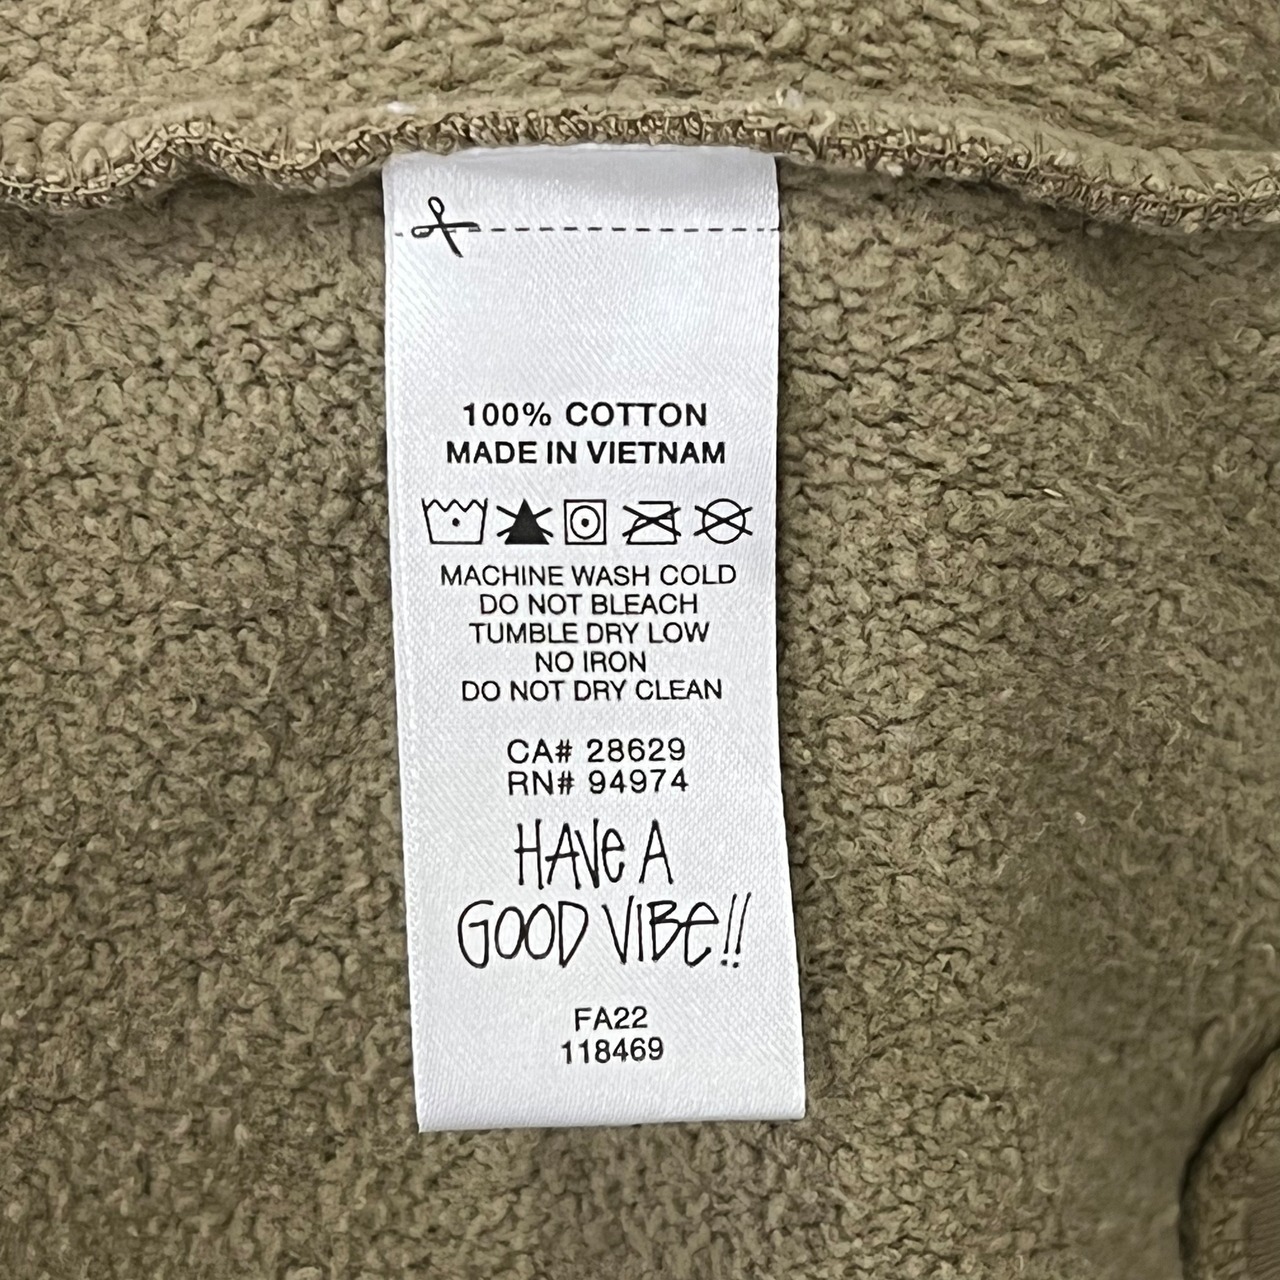 100% COTTON
MADE IN VIETNAM
MACHINE WASH COLD
DO NOT BLEACH
TUMBLE DRY LOW
NO IRON
DO NOT DRY CLEAN
CA# 28629
RN# 94974
HAVe A
GOOD VIBe!!
FA22
118469